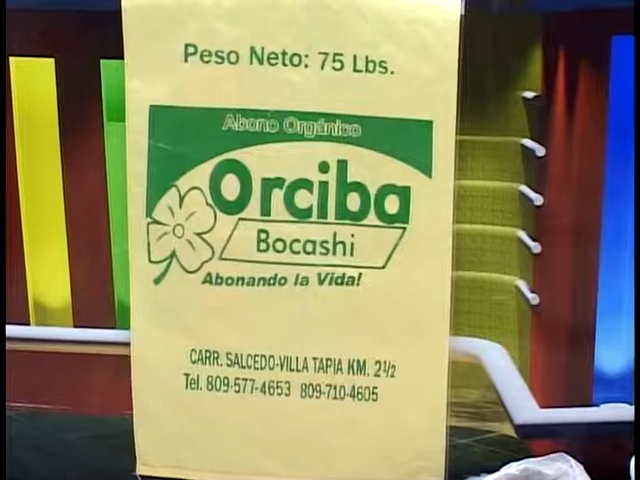 Peso Neto: 75 Lbs.
Abono Orgánico
Orciba
Bocashi
Abonando la Vida!
CARR. SALCEDO-VILLA TAPIA KM. 2½
Tel. 809-577-4653 809-710-4605